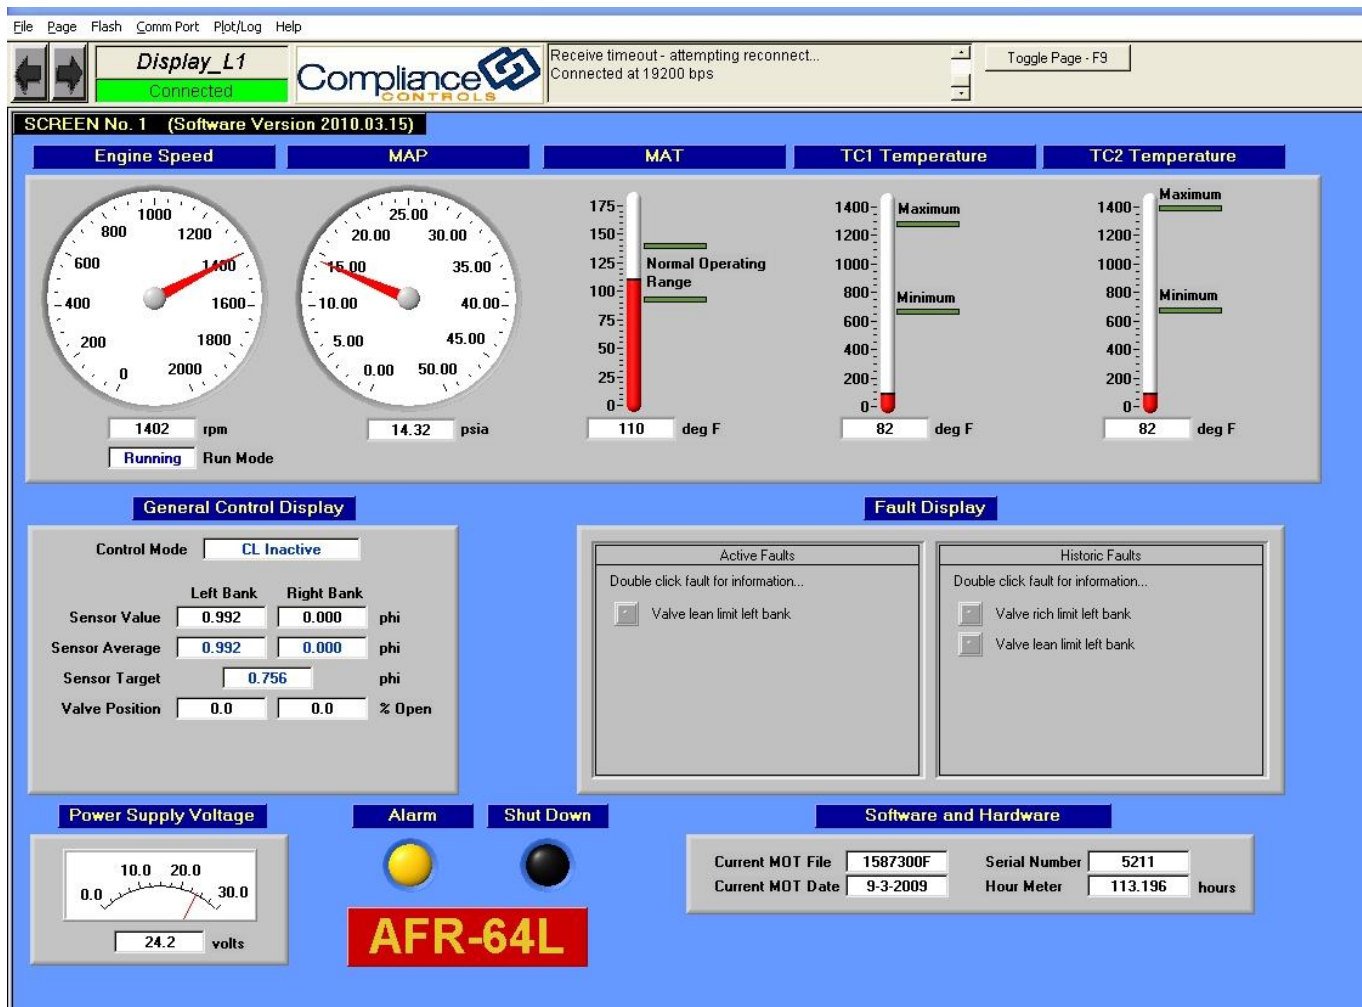 File Page Flash Comm Port Plot/Log Help
Display_L1
Connected
Compliance
CONTROLS
Receive timeout - attempting reconnect...
Connected at 19200 bps
Toggle Page - F9
SCREEN No. 1 (Software Version 2010.03.15)
Engine Speed
0
200
400
600
800
1000
1200
1400
1600
1800
2000
1402 rpm
Running Run Mode
MAP
0.00
5.00
10.00
15.00
20.00
25.00
30.00
35.00
40.00
45.00
50.00
14.32 psia
MAT
175
150
125
100
75
50
25
0
Normal Operating
Range
110 deg F
TC1 Temperature
1400
1200
1000
800
600
400
200
0
Maximum
Minimum
82 deg F
TC2 Temperature
1400
1200
1000
800
600
400
200
0
Maximum
Minimum
82 deg F
General Control Display
Control Mode CL Inactive
Left Bank Right Bank
Sensor Value 0.992 0.000 phi
Sensor Average 0.992 0.000 phi
Sensor Target 0.756 phi
Valve Position 0.0 0.0 % Open
Fault Display
Active Faults
Double click fault for information...
Valve lean limit left bank
Historic Faults
Double click fault for information...
Valve rich limit left bank
Valve lean limit left bank
Power Supply Voltage
0.0 10.0 20.0 30.0
24.2 volts
Alarm
Shut Down
AFR-64L
Software and Hardware
Current MOT File 1587300F Serial Number 5211
Current MOT Date 9-3-2009 Hour Meter 113.196 hours